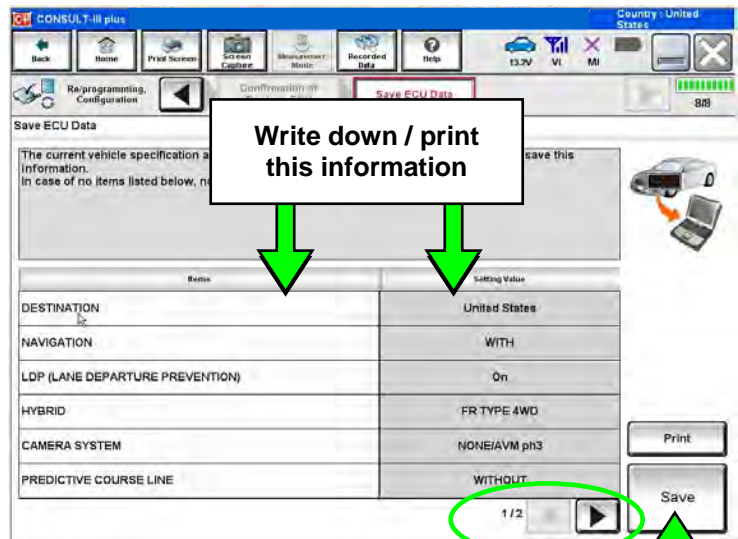 CONSULT-III plus
Country : United States
Back
Home
Print Screen
Screen Capture
Measurement Mode
Recorded Data
Help
13.2V
VI
MI
Re/programming, Configuration
Save ECU Data
8/8
Save ECU Data
Write down / print
this information
The current vehicle specification a
save this
information.
In case of no items listed below, n
Items
Setting Value
DESTINATION
United States
NAVIGATION
WITH
LDP (LANE DEPARTURE PREVENTION)
On
HYBRID
FR TYPE 4WD
CAMERA SYSTEM
NONE/AVM ph3
PREDICTIVE COURSE LINE
WITHOUT
1/2
Print
Save